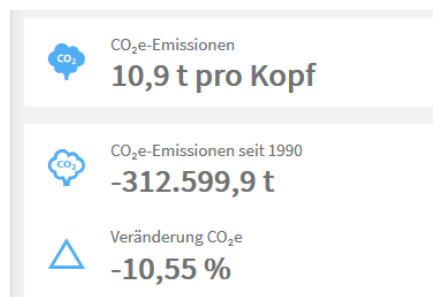 CO₂
CO₂e-Emissionen
10,9 t pro Kopf
CO₂
CO₂e-Emissionen seit 1990
-312.599,9 t
Veränderung CO₂e
-10,55 %